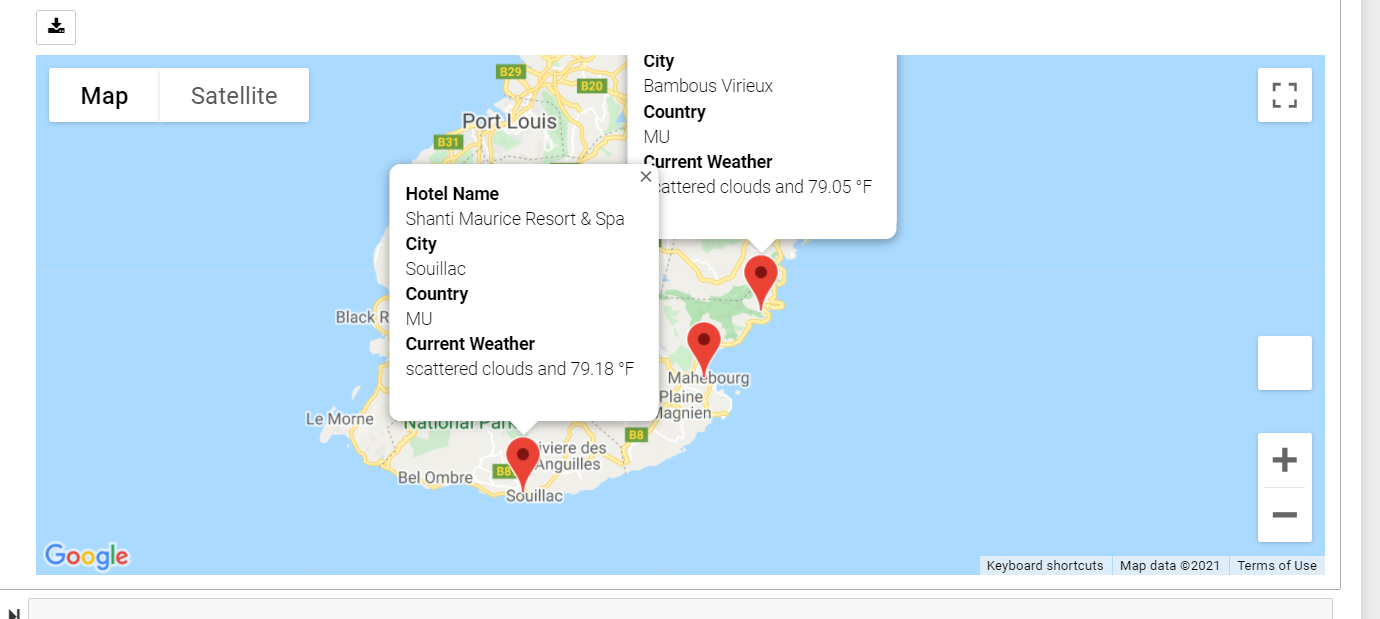 Map
Satellite
B29
B20
Port Louis
B31
City
Bambous Virieux
Country
MU
Current Weather
scattered clouds and 79.05 °F
Hotel Name
Shanti Maurice Resort & Spa
City
Souillac
Country
MU
Current Weather
scattered clouds and 79.18 °F
Black R
Mahebourg
Plaine
Magnien
Le Morne
National Par
B8
Riviere des
Anguilles
B8
Bel Ombre
Souillac
Google
Keyboard shortcuts
Map data ©2021
Terms of Use